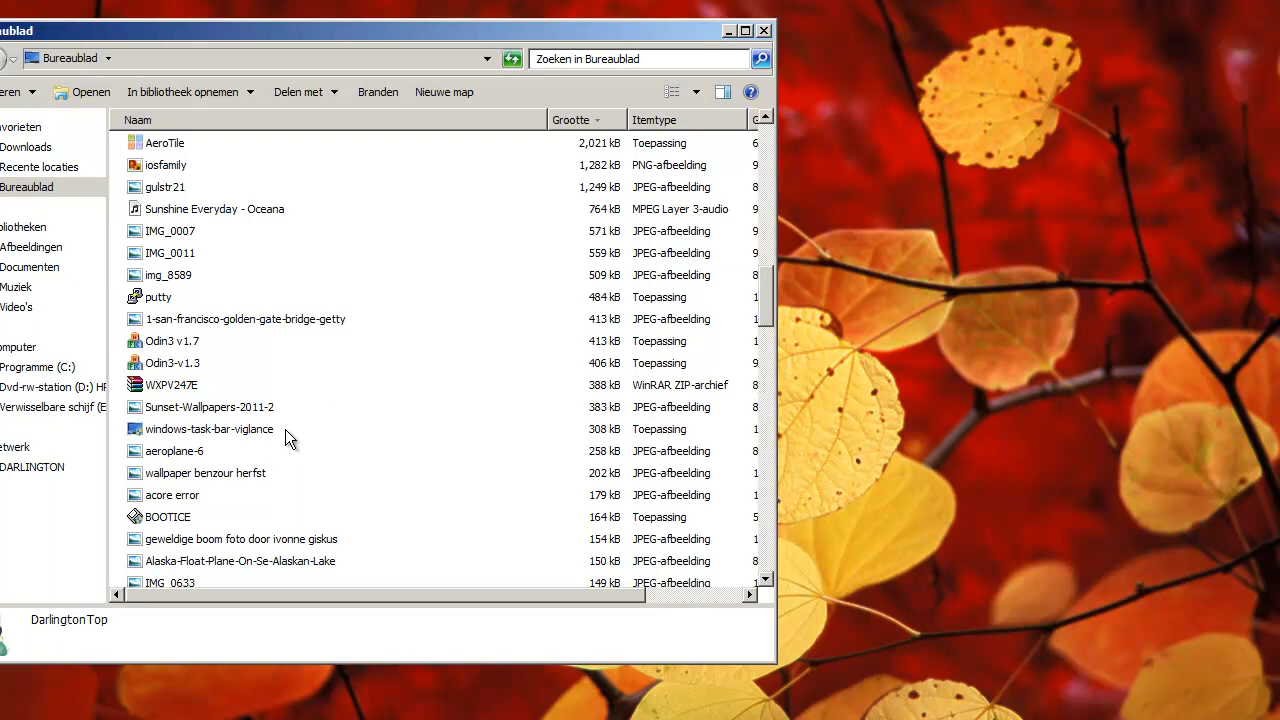 aublad
Bureaublad
Zoeken in Bureaublad
eren
Openen
In bibliotheek opnemen
Delen met
Branden
Nieuwe map
avorieten
Downloads
Recente locaties
Bureaublad
ibliotheken
Afbeeldingen
Documenten
Muziek
Video's
omputer
Programme (C:)
Dvd-rw-station (D:) HF
Verwisselbare schijf (E
etwerk
DARLINGTON
Naam Grootte Itemtype G
AeroTile 2,021 kB Toepassing 6
iosfamily 1,282 kB PNG-afbeelding 9
gulstr21 1,249 kB JPEG-afbeelding 8
Sunshine Everyday - Oceana 764 kB MPEG Layer 3-audio 9
IMG_0007 571 kB JPEG-afbeelding 9
IMG_0011 559 kB JPEG-afbeelding 9
img_8589 509 kB JPEG-afbeelding 8
putty 484 kB Toepassing 1
1-san-francisco-golden-gate-bridge-getty 413 kB JPEG-afbeelding 8
Odin3 v1.7 413 kB Toepassing 1
Odin3-v1.3 406 kB Toepassing 9
WXPV247E 388 kB WinRAR ZIP-archief 8
Sunset-Wallpapers-2011-2 383 kB JPEG-afbeelding 8
windows-task-bar-viglance 308 kB Toepassing 1
aeroplane-6 258 kB JPEG-afbeelding 8
wallpaper benzour herfst 202 kB JPEG-afbeelding 1
acore error 179 kB JPEG-afbeelding 1
BOOTICE 164 kB Toepassing 5
geweldige boom foto door ivonne giskus 154 kB JPEG-afbeelding 1
Alaska-Float-Plane-On-Se-Alaskan-Lake 150 kB JPEG-afbeelding 8
IMG_0633 149 kB JPEG-afbeelding 1
DarlingtonTop